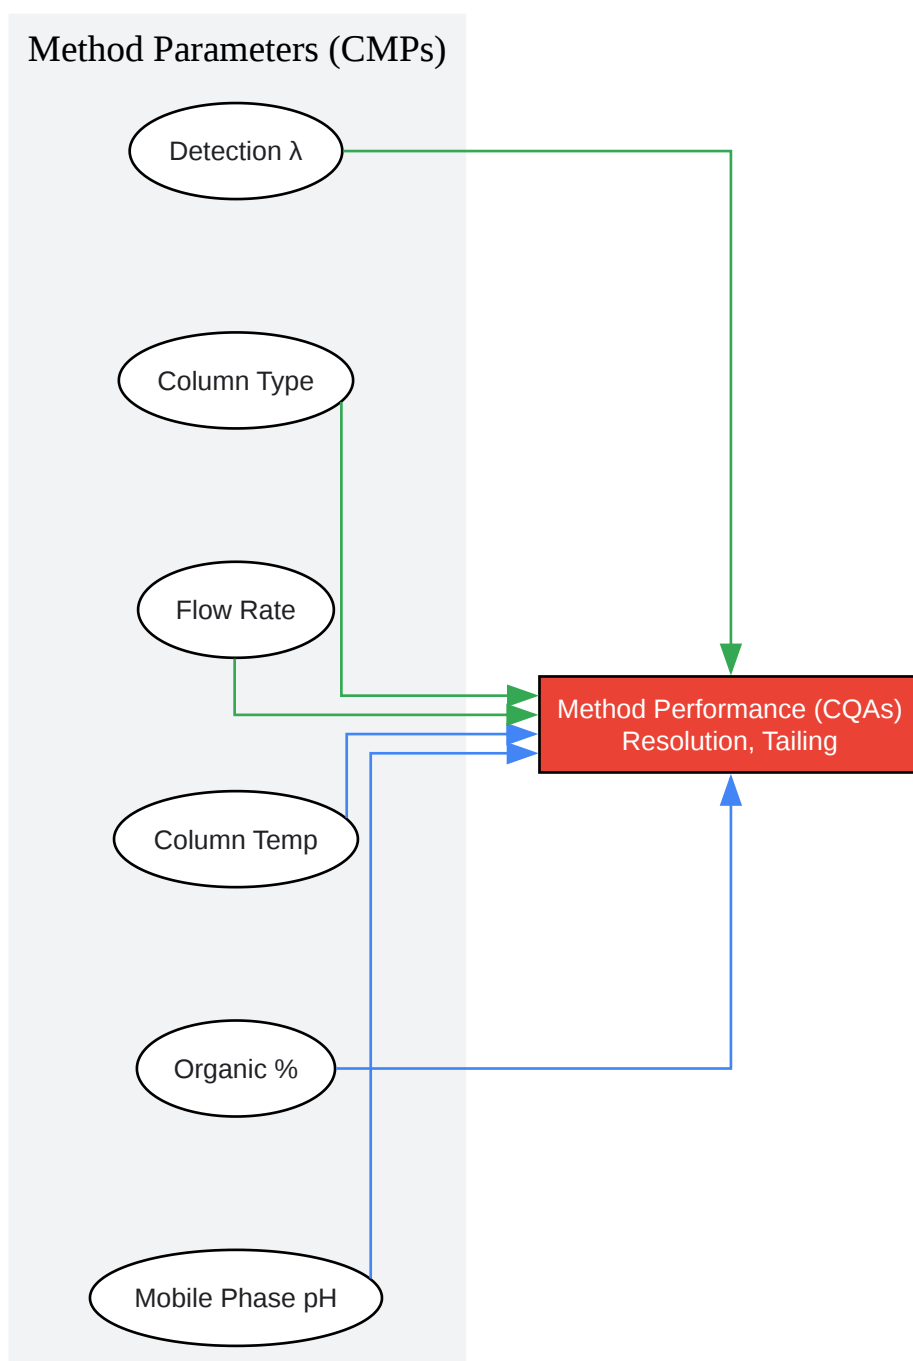 Method Parameters (CMPs)
Detection λ
Column Type
Flow Rate
Method Performance (CQAs)
Resolution, Tailing
Column Temp
Organic %
Mobile Phase pH